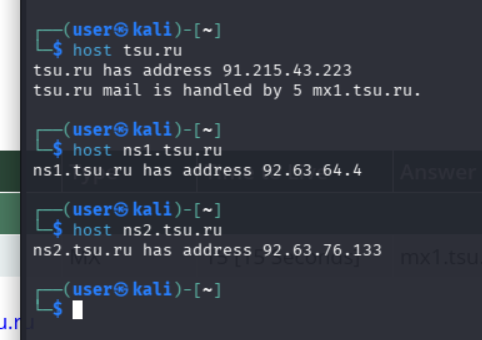 ┌──(user㉿kali)-[~]
└─$ host tsu.ru
tsu.ru has address 91.215.43.223
tsu.ru mail is handled by 5 mx1.tsu.ru.
┌──(user㉿kali)-[~]
└─$ host ns1.tsu.ru
ns1.tsu.ru has address 92.63.64.4
Answer
┌──(user㉿kali)-[~]
└─$ host ns2.tsu.ru
ns2.tsu.ru has address 92.63.76.133
MX mx1.tsu
┌──(user㉿kali)-[~]
└─$
u.ru